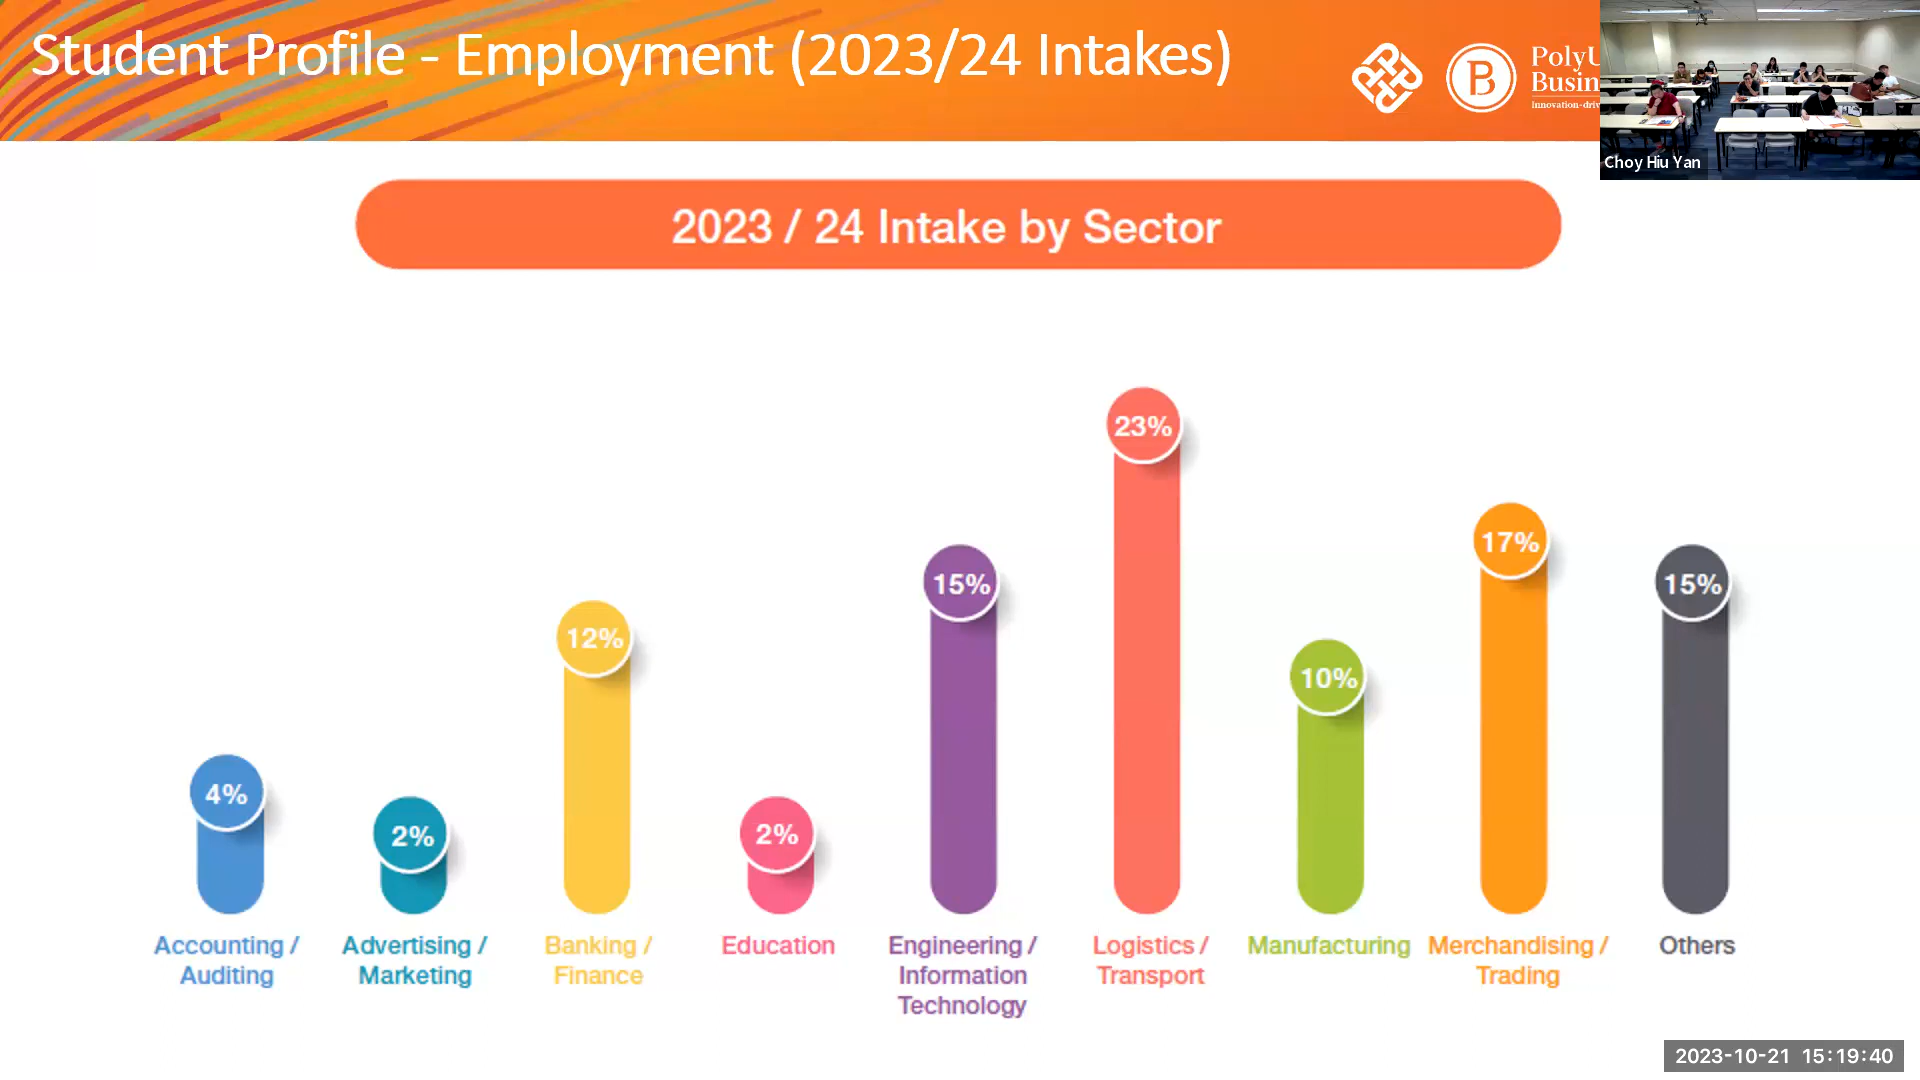 Student Profile - Employment (2023/24 Intakes)
PolyU
Busin
Innovation-driv
Choy Hiu Yan
2023 / 24 Intake by Sector
23%
17%
15%
15%
12%
10%
4%
2%
2%
Accounting /
Auditing
Advertising /
Marketing
Banking /
Finance
Education
Engineering /
Information
Technology
Logistics /
Transport
Manufacturing
Merchandising /
Trading
Others
2023-10-21 15:19:40